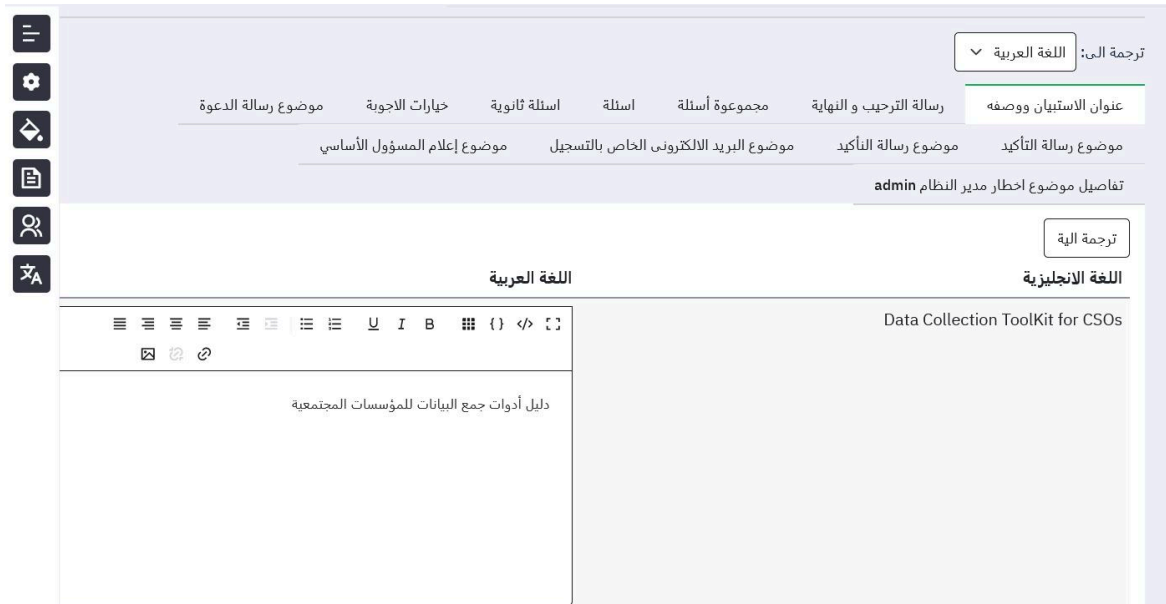 ترجمة الى: اللغة العربية
عنوان الاستبيان ووصفه رسالة الترحيب و النهاية مجموعوة أسئلة اسئلة اسئلة ثانوية خيارات الاجوبة موضوع رسالة الدعوة
موضوع رسالة التأكيد موضوع رسالة النأكيد موضوع البريد الالكترونى الخاص بالتسجيل موضوع إعلام المسؤول الأساسي
تفاصيل موضوع اخطار مدير النظام admin
ترجمة الية
اللغة الانجليزية اللغة العربية
Data Collection ToolKit for CSOs
دليل أدوات جمع البيانات للمؤسسات المجتمعية